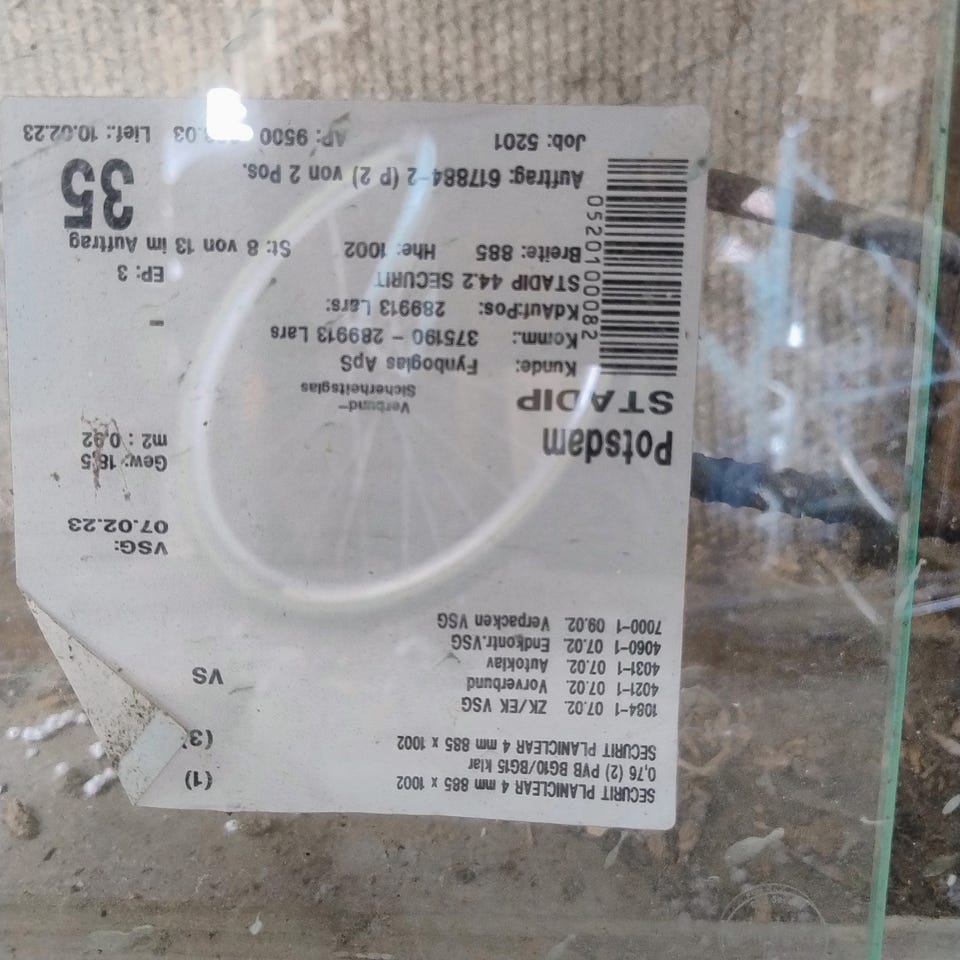 SECURIT PLANICLEAR 4 mm 885 x 1002 (1)
0,76 (2) PVB BG10/BG15 klar
SECURIT PLANICLEAR 4 mm 885 x 1002 (3)
1084-1 07.02. ZK/EK VSG
4021-1 07.02. Vorverbund VS
4031-1 07.02. Autoklav
4060-1 07.02. Endkontr.VSG
7000-1 09.02. Verpacken VSG
VSG:
07.02.23
Potsdam
Gew: 18,5
m2 : 0,92
STADIP
Verbund-
Sicherheitsglas
Kunde: Fynboglas ApS
Komm.: 375190 - 289913 Lars
-
KdAuf:Pos: 289913 Lars:
STADIP 44.2 SECURIT EP: 3
Breite: 885 Hhe: 1002 St: 8 von 13 im Auftrag
0520100082
35
Auftrag: 617884-2 (P 2) von 2 Pos.
Job: 5201 AP: 9500 Lief.: 10.02.23